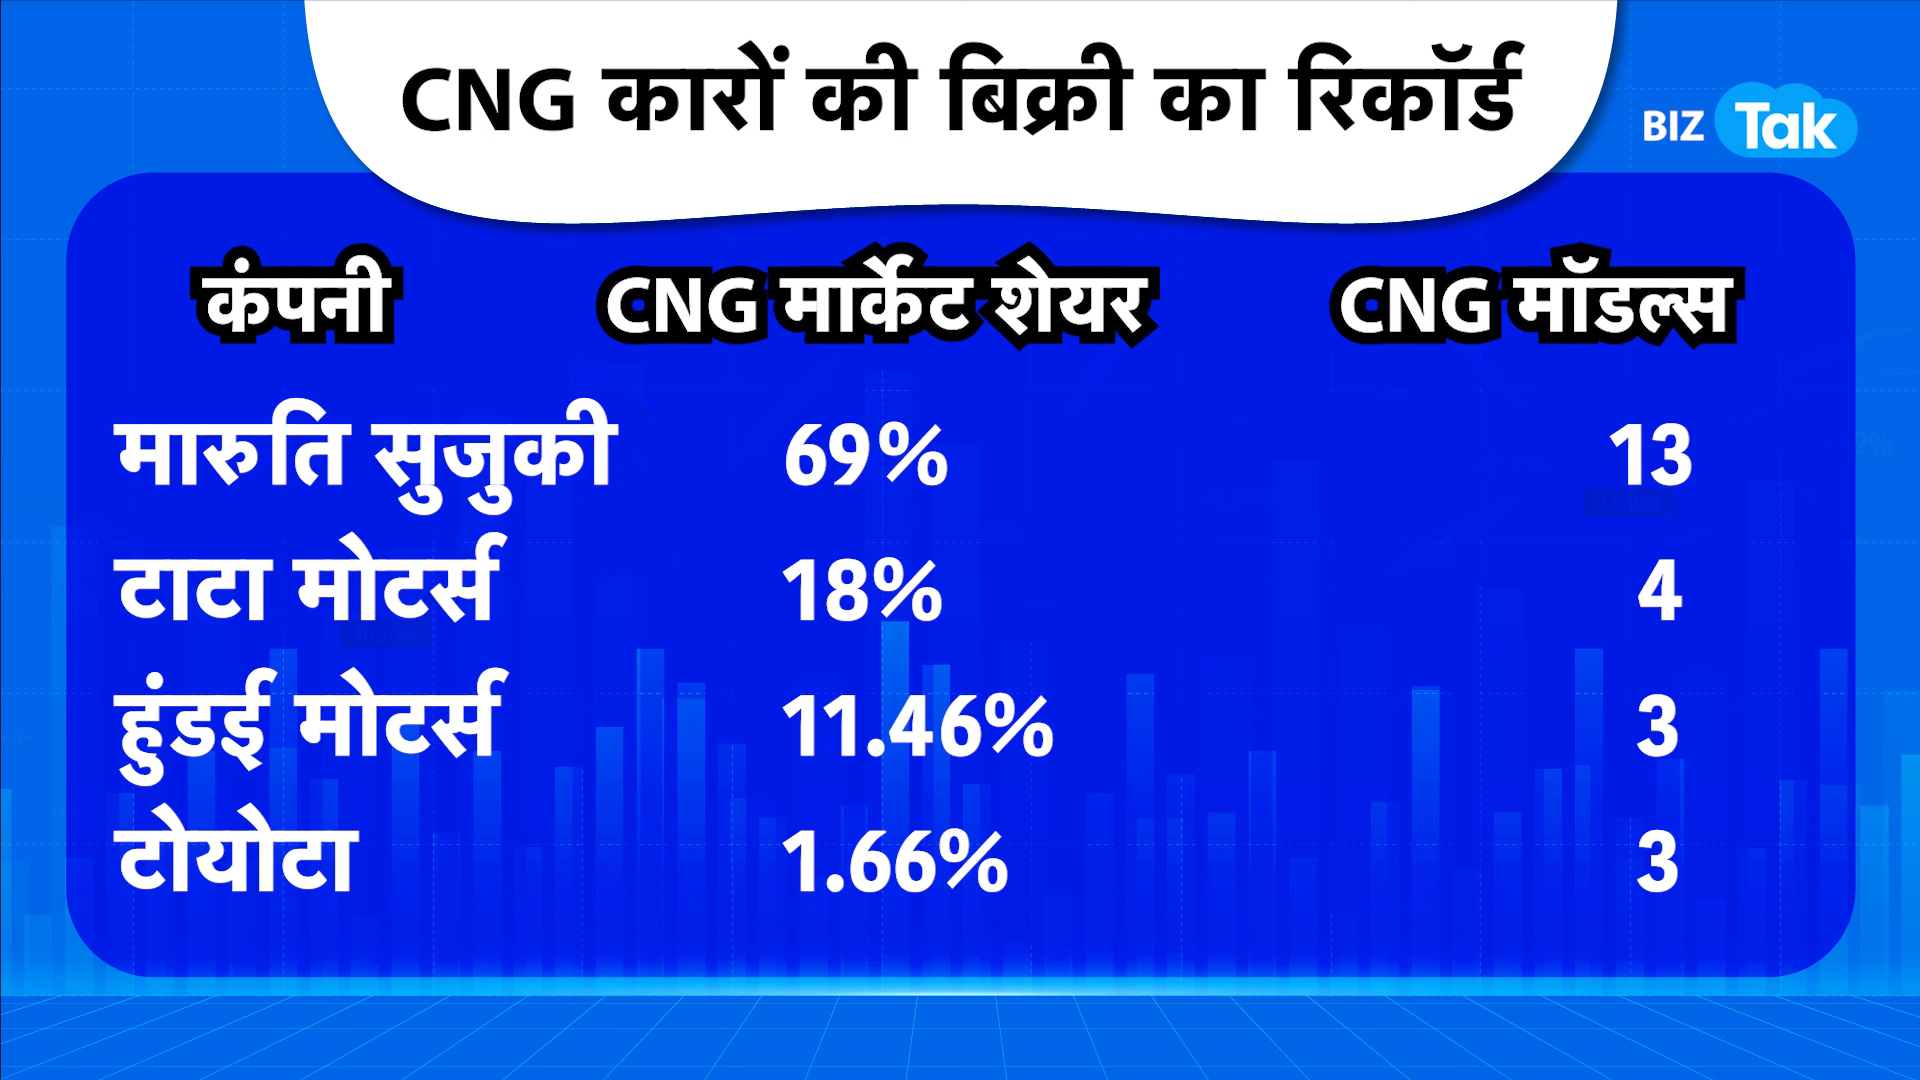 CNG कारों की बिक्री का रिकॉर्ड
BIZ Tak
कंपनी CNG मार्केट शेयर CNG मॉडल्स
मारुति सुजुकी 69% 13
टाटा मोटर्स 18% 4
हुंडई मोटर्स 11.46% 3
टोयोटा 1.66% 3